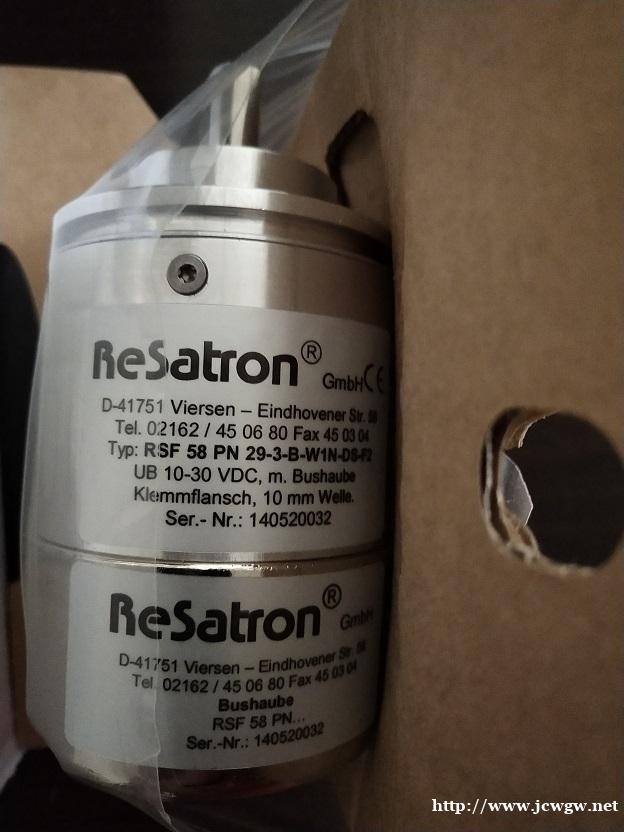 ReSatron® GmbH CE
D-41751 Viersen – Eindhovener Str. 58
Tel. 02162 / 45 06 80 Fax 45 03 04
Typ: RSF 58 PN 29-3-B-W1N-DS-F2
UB 10-30 VDC, m. Bushaube
Klemmflansch, 10 mm Welle.
Ser.- Nr.: 140520032
ReSatron® GmbH
D-41751 Viersen – Eindhovener Str. 58
Tel. 02162 / 45 06 80 Fax 45 03 04
Bushaube
RSF 58 PN...
Ser.-Nr.: 140520032
http://www.jcwgw.net